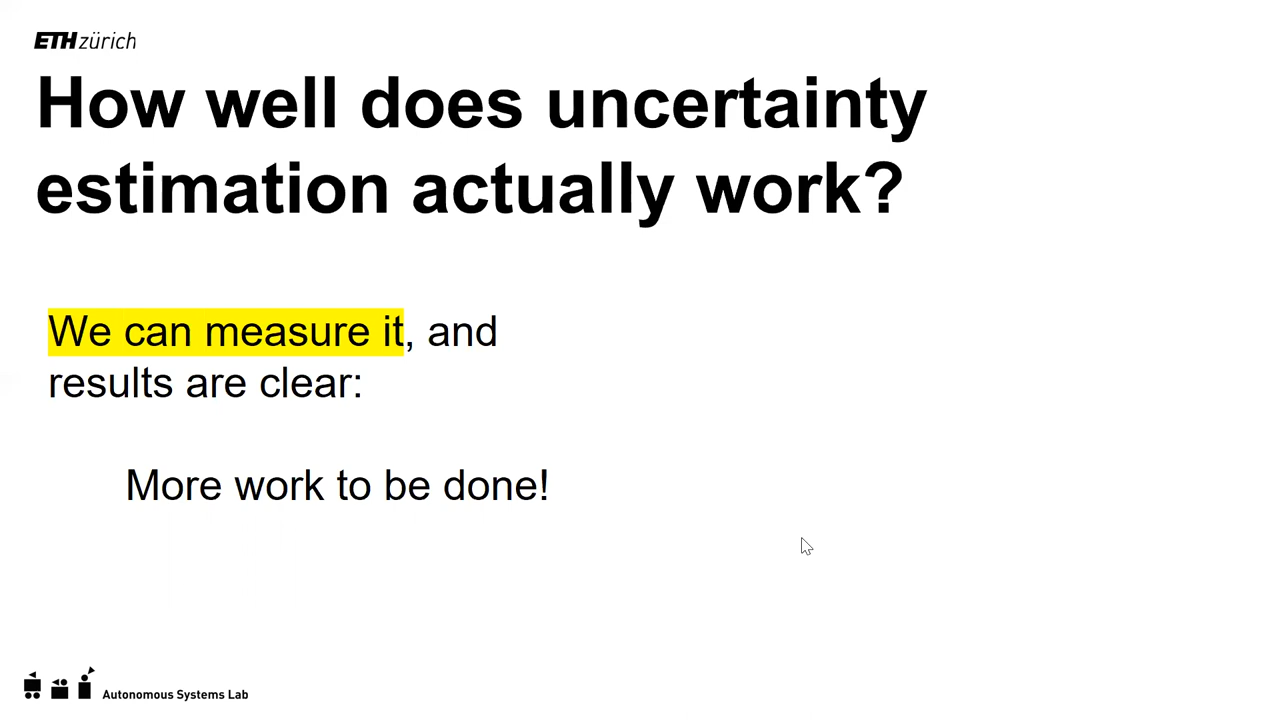 ETH zürich
How well does uncertainty
estimation actually work?
We can measure it, and
results are clear:
More work to be done!
Autonomous Systems Lab